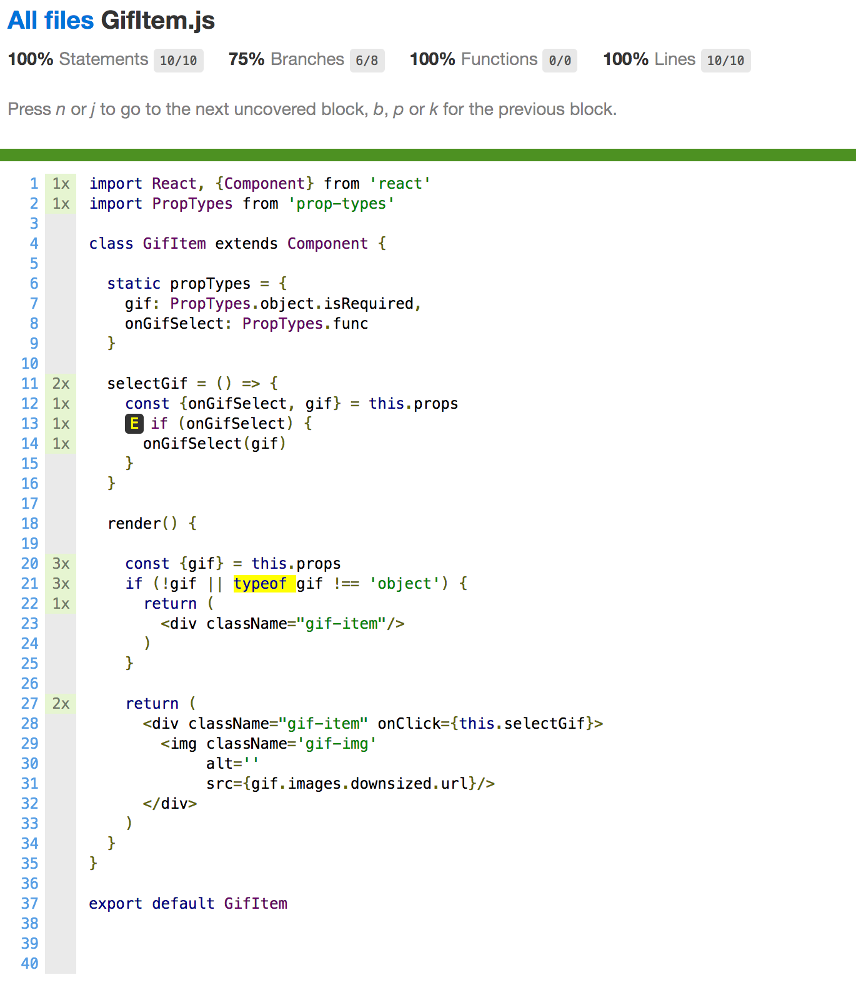 All files GifItem.js
100% Statements 10/10 75% Branches 6/8 100% Functions 0/0 100% Lines 10/10
Press n or j to go to the next uncovered block, b, p or k for the previous block.
1 1x import React, {Component} from 'react'
2 1x import PropTypes from 'prop-types'
3
4 class GifItem extends Component {
5
6 static propTypes = {
7 gif: PropTypes.object.isRequired,
8 onGifSelect: PropTypes.func
9 }
10
11 2x selectGif = () => {
12 1x const {onGifSelect, gif} = this.props
13 1x E if (onGifSelect) {
14 1x onGifSelect(gif)
15 }
16 }
17
18 render() {
19
20 3x const {gif} = this.props
21 3x if (!gif || typeof gif !== 'object') {
22 1x return (
23 <div className="gif-item"/>
24 )
25 }
26
27 2x return (
28 <div className="gif-item" onClick={this.selectGif}>
29 <img className='gif-img'
30 alt=''
31 src={gif.images.downsized.url}/>
32 </div>
33 )
34 }
35 }
36
37 export default GifItem
38
39
40